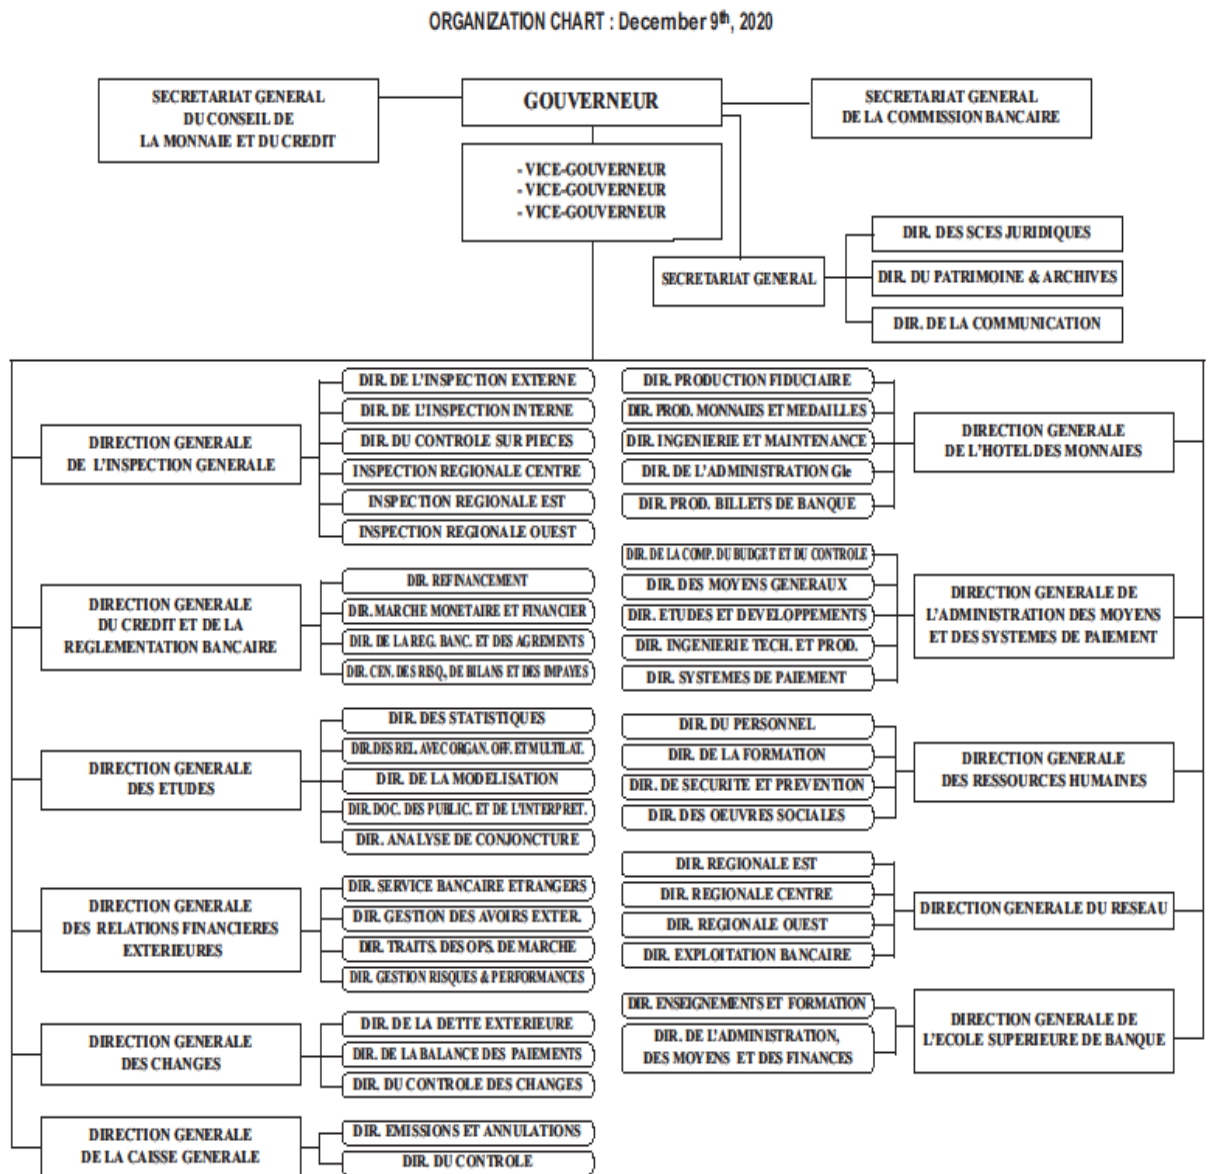 ORGANIZATION CHART : December 9th, 2020
SECRETARIAT GENERAL
DU CONSEIL DE
LA MONNAIE ET DU CREDIT
GOUVERNEUR
SECRETARIAT GENERAL
DE LA COMMISSION BANCAIRE
- VICE-GOUVERNEUR
- VICE-GOUVERNEUR
- VICE-GOUVERNEUR
SECRETARIAT GENERAL
DIR. DES SCES JURIDIQUES
DIR. DU PATRIMOINE & ARCHIVES
DIR. DE LA COMMUNICATION
DIRECTION GENERALE
DE L'INSPECTION GENERALE
DIR. DE L'INSPECTION EXTERNE
DIR. DE L'INSPECTION INTERNE
DIR. DU CONTROLE SUR PIECES
INSPECTION REGIONALE CENTRE
INSPECTION REGIONALE EST
INSPECTION REGIONALE OUEST
DIRECTION GENERALE
DU CREDIT ET DE LA
REGLEMENTATION BANCAIRE
DIR. REFINANCEMENT
DIR. MARCHE MONETAIRE ET FINANCIER
DIR. DE LA REG. BANC. ET DES AGREMENTS
DIR. CEN. DES RISQ., DE BILANS ET DES IMPAYES
DIRECTION GENERALE
DES ETUDES
DIR. DES STATISTIQUES
DIR. DES REL. AVEC ORGAN. OFF. ET MULTILAT.
DIR. DE LA MODELISATION
DIR. DOC. DES PUBLIC. ET DE L'INTERPRET.
DIR. ANALYSE DE CONJONCTURE
DIRECTION GENERALE
DES RELATIONS FINANCIERES
EXTERIEURES
DIR. SERVICE BANCAIRE ETRANGERS
DIR. GESTION DES AVOIRS EXTER.
DIR. TRAITS. DES OPS. DE MARCHE
DIR. GESTION RISQUES & PERFORMANCES
DIRECTION GENERALE
DES CHANGES
DIR. DE LA DETTE EXTERIEURE
DIR. DE LA BALANCE DES PAIEMENTS
DIR. DU CONTROLE DES CHANGES
DIRECTION GENERALE
DE LA CAISSE GENERALE
DIR. EMISSIONS ET ANNULATIONS
DIR. DU CONTROLE
DIR. PRODUCTION FIDUCIAIRE
DIR. PROD. MONNAIES ET MEDAILLES
DIR. INGENIERIE ET MAINTENANCE
DIR. DE L'ADMINISTRATION Gle
DIR. PROD. BILLETS DE BANQUE
DIRECTION GENERALE
DE L'HOTEL DES MONNAIES
DIR. DE LA COMP. DU BUDGET ET DU CONTROLE
DIR. DES MOYENS GENERAUX
DIR. ETUDES ET DEVELOPPEMENTS
DIR. INGENIERIE TECH. ET PROD.
DIR. SYSTEMES DE PAIEMENT
DIRECTION GENERALE DE
L'ADMINISTRATION DES MOYENS
ET DES SYSTEMES DE PAIEMENT
DIR. DU PERSONNEL
DIR. DE LA FORMATION
DIR. DE SECURITE ET PREVENTION
DIR. DES OEUVRES SOCIALES
DIRECTION GENERALE
DES RESSOURCES HUMAINES
DIR. REGIONALE EST
DIR. REGIONALE CENTRE
DIR. REGIONALE OUEST
DIR. EXPLOITATION BANCAIRE
DIRECTION GENERALE DU RESEAU
DIR. ENSEIGNEMENTS ET FORMATION
DIR. DE L'ADMINISTRATION,
DES MOYENS ET DES FINANCES
DIRECTION GENERALE DE
L'ECOLE SUPERIEURE DE BANQUE